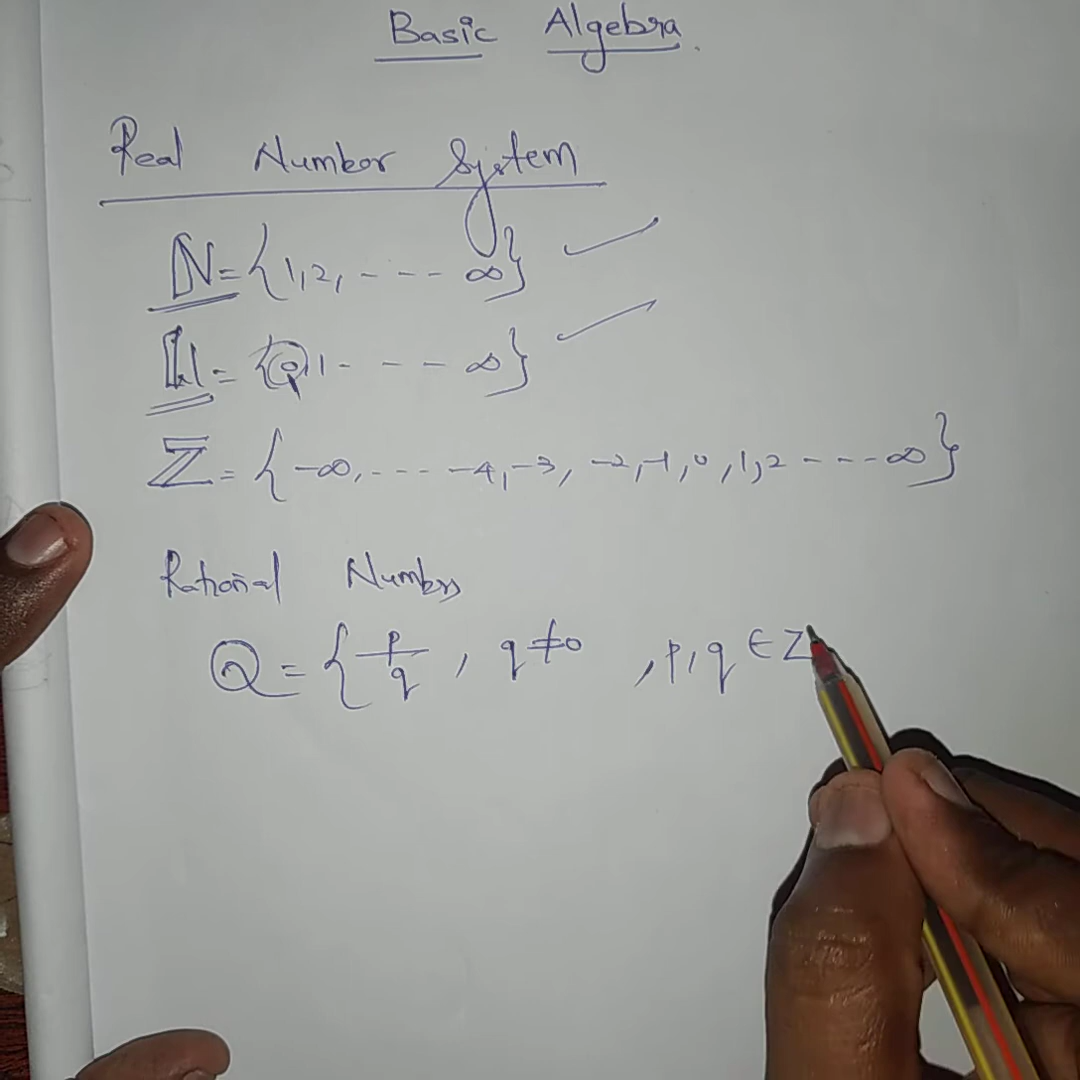 Basic Algebra.
Real Number System
N = {1, 2, - - - - ∞}
W = {0, 1 - - - - ∞}
Z = {-∞, - - - - -4, -3, -2, -1, 0, 1, 2 - - - - ∞}
Rational Numbers
Q = { p/q , q ≠ 0 , p, q ∈ Z